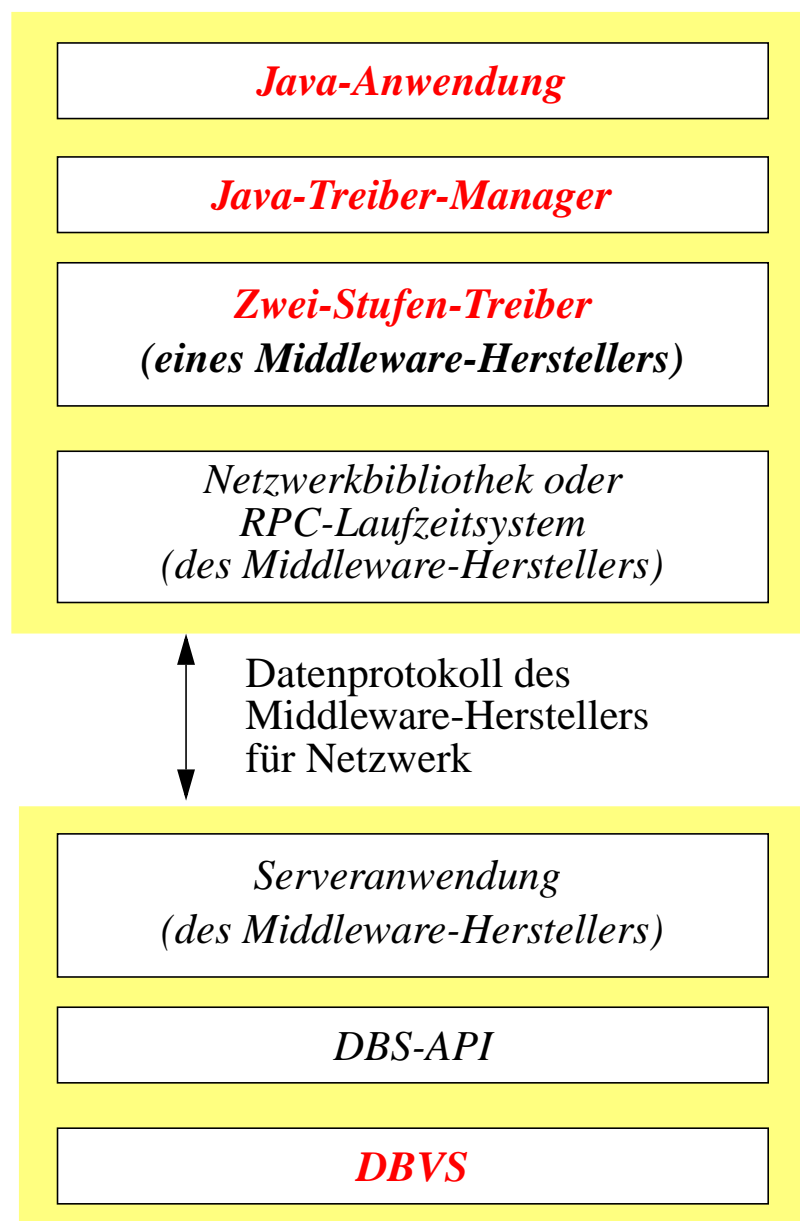 Java-Anwendung
Java-Treiber-Manager
Zwei-Stufen-Treiber
(eines Middleware-Herstellers)
Netzwerkbibliothek oder
RPC-Laufzeitsystem
(des Middleware-Herstellers)
Datenprotokoll des
Middleware-Herstellers
für Netzwerk
Serveranwendung
(des Middleware-Herstellers)
DBS-API
DBVS